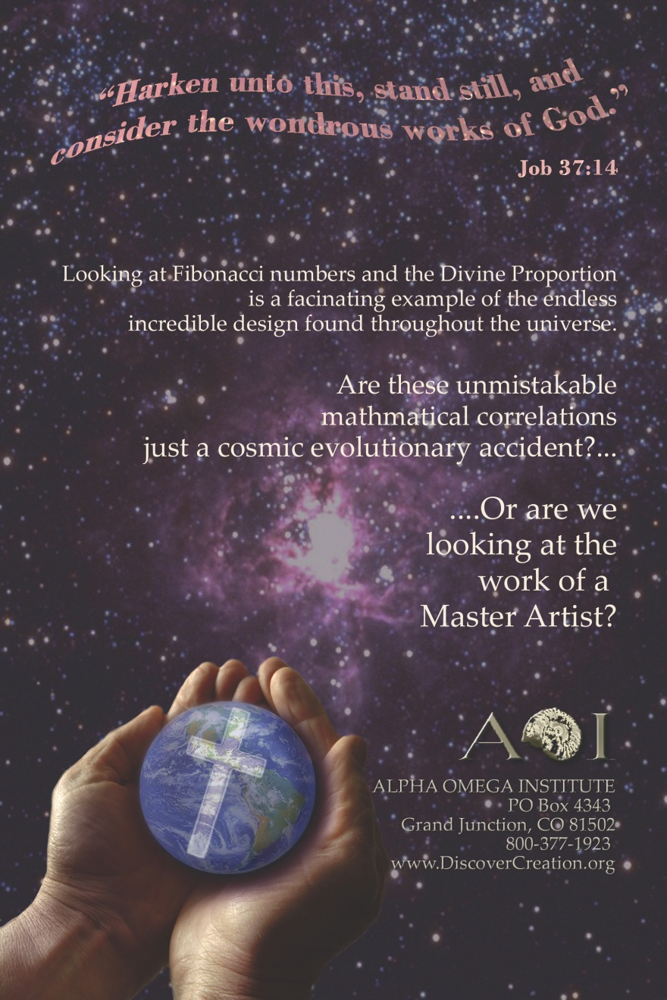 “Harken unto this, stand still, and
consider the wondrous works of God.”
Job 37:14
Looking at Fibonacci numbers and the Divine Proportion
is a facinating example of the endless
incredible design found throughout the universe.
Are these unmistakable
mathmatical correlations
just a cosmic evolutionary accident?...
....Or are we
looking at the
work of a
Master Artist?
AOI
ALPHA OMEGA INSTITUTE
PO Box 4343
Grand Junction, CO 81502
800-377-1923
www.DiscoverCreation.org